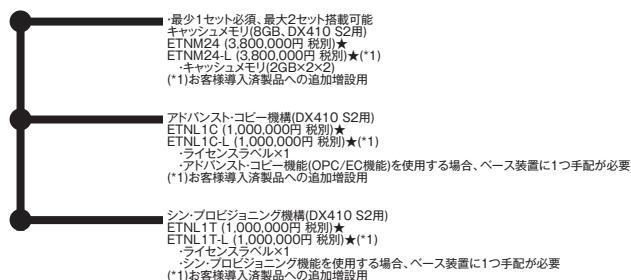 ・最少1セット必須、最大2セット搭載可能
キャッシュメモリ(8GB、DX410 S2用)
ETNM24 (3,800,000円 税別)★
ETNM24-L (3,800,000円 税別)★(*1)
・キャッシュメモリ(2GB×2×2)
(*1)お客様導入済製品への追加増設用
アドバンスト・コピー機構(DX410 S2用)
ETNL1C (1,000,000円 税別)★
ETNL1C-L (1,000,000円 税別)★(*1)
・ライセンスラベル×1
・アドバンスト・コピー機能(OPC/EC機能)を使用する場合、ベース装置に1つ手配が必要
(*1)お客様導入済製品への追加増設用
シン・プロビジョニング機構(DX410 S2用)
ETNL1T (1,000,000円 税別)★
ETNL1T-L (1,000,000円 税別)★(*1)
・ライセンスラベル×1
・シン・プロビジョニング機能を使用する場合、ベース装置に1つ手配が必要
(*1)お客様導入済製品への追加増設用